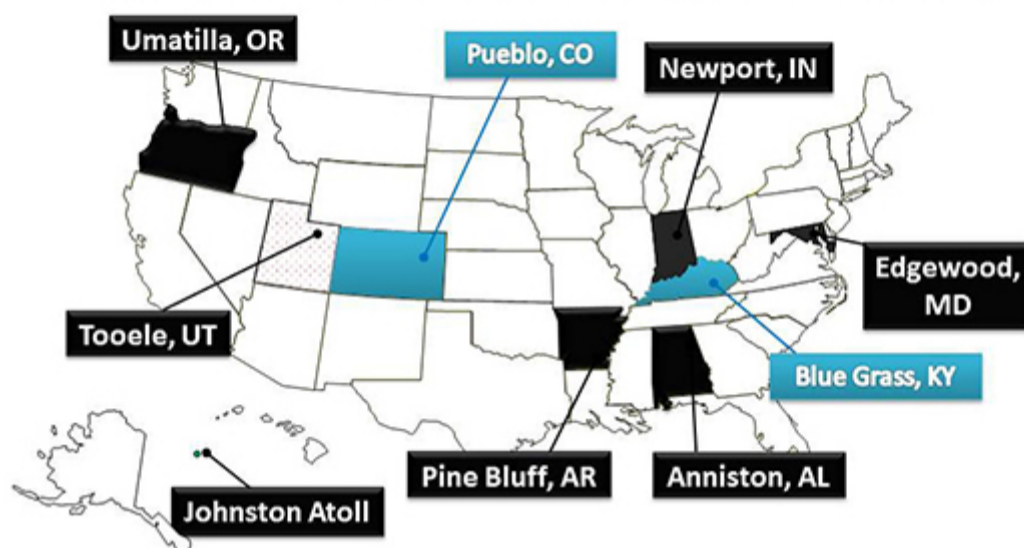 Umatilla, OR
Pueblo, CO
Newport, IN
Edgewood,
MD
Tooele, UT
Blue Grass, KY
Pine Bluff, AR
Anniston, AL
Johnston Atoll